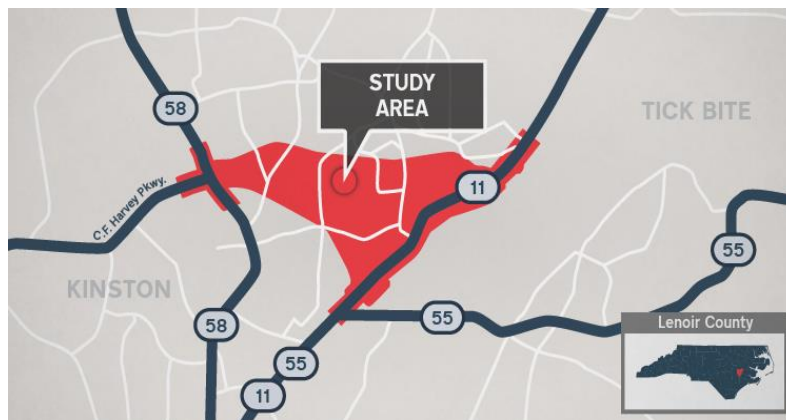 STUDY
AREA
58
TICK BITE
11
C.F. Harvey Pkwy.
55
KINSTON
58
55
Lenoir County
55
11